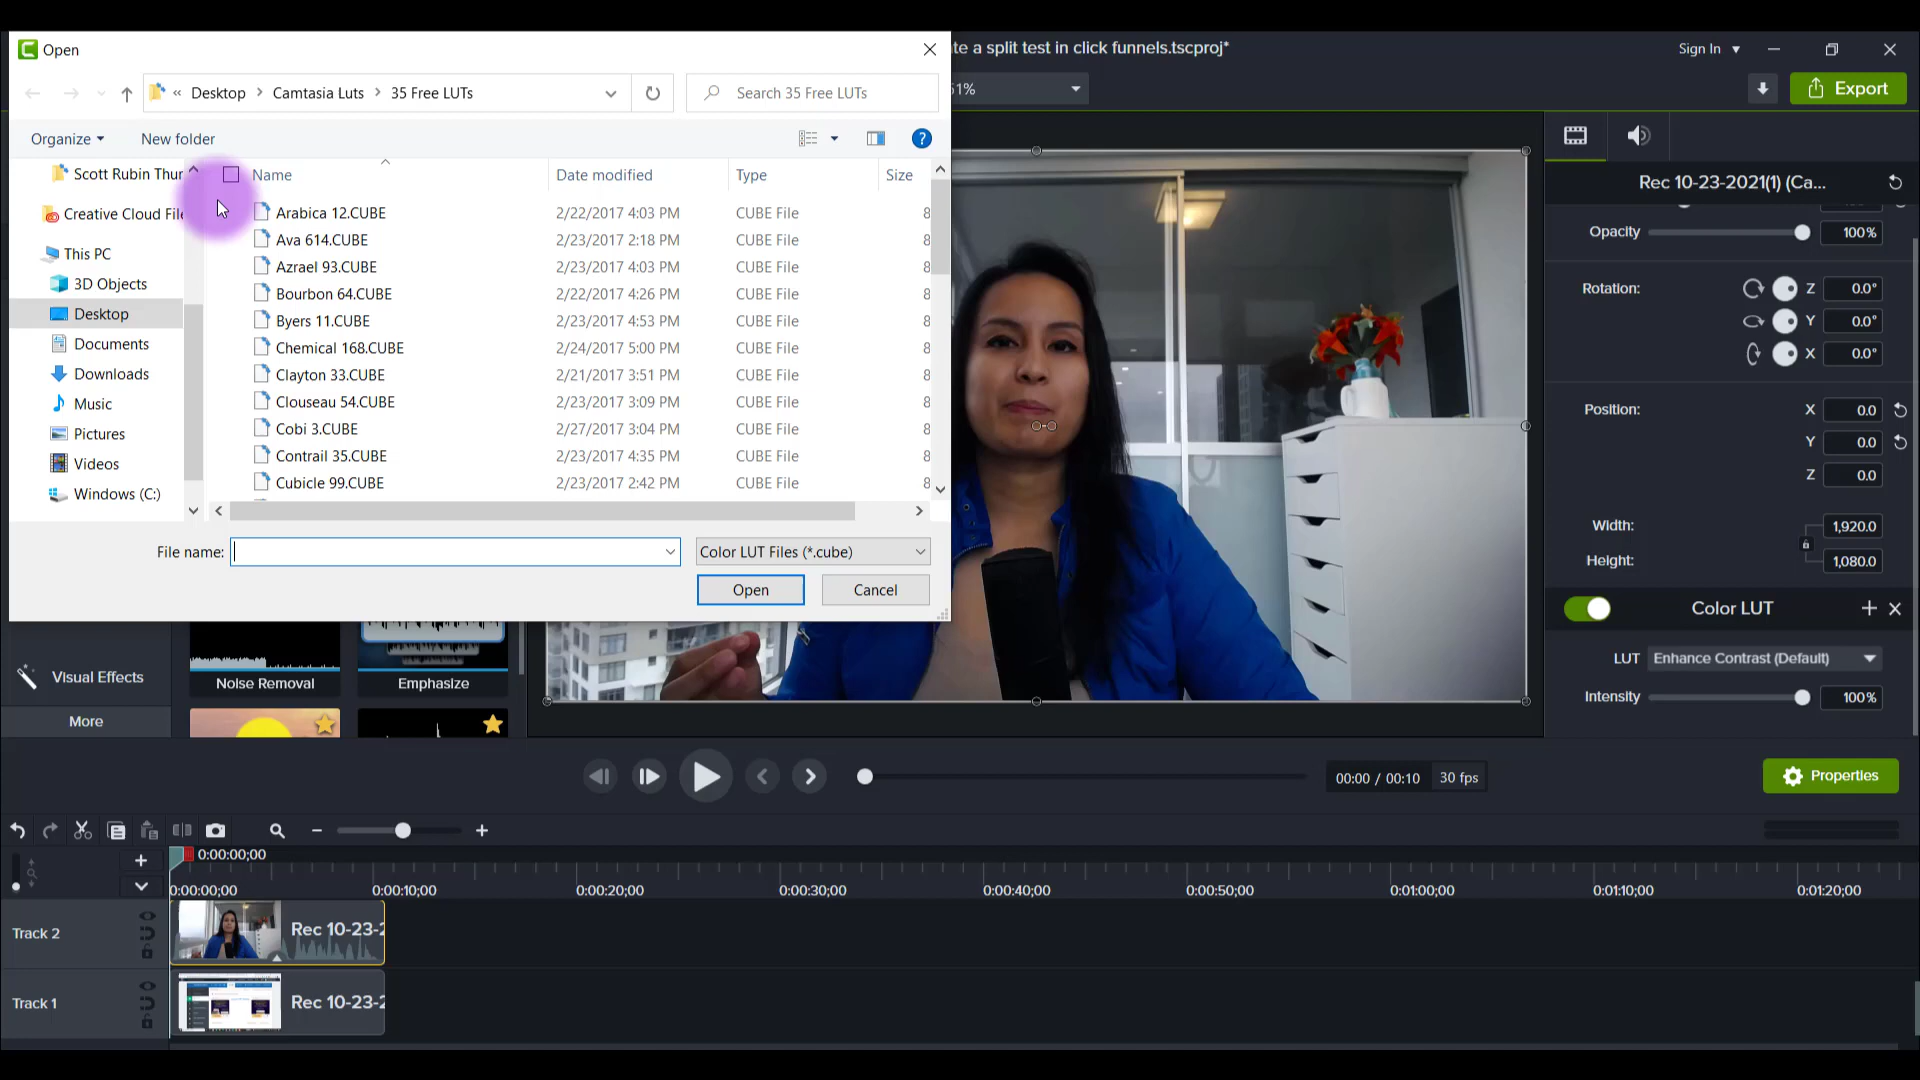 Open
te a split test in click funnels.tscproj*
Sign In
« Desktop > Camtasia Luts > 35 Free LUTs
Search 35 Free LUTs
51%
Export
Organize
New folder
Scott Rubin Thur
Creative Cloud File
This PC
3D Objects
Desktop
Documents
Downloads
Music
Pictures
Videos
Windows (C:)
Name Date modified Type Size
Arabica 12.CUBE 2/22/2017 4:03 PM CUBE File 8
Ava 614.CUBE 2/23/2017 2:18 PM CUBE File 8
Azrael 93.CUBE 2/23/2017 4:03 PM CUBE File 8
Bourbon 64.CUBE 2/22/2017 4:26 PM CUBE File 8
Byers 11.CUBE 2/23/2017 4:53 PM CUBE File 8
Chemical 168.CUBE 2/24/2017 5:00 PM CUBE File 8
Clayton 33.CUBE 2/21/2017 3:51 PM CUBE File 8
Clouseau 54.CUBE 2/23/2017 3:09 PM CUBE File 8
Cobi 3.CUBE 2/27/2017 3:04 PM CUBE File 8
Contrail 35.CUBE 2/23/2017 4:35 PM CUBE File 8
Cubicle 99.CUBE 2/23/2017 2:42 PM CUBE File 8
File name:
Color LUT Files (*.cube)
Open
Cancel
Rec 10-23-2021(1) (Ca...
Opacity 100%
Rotation: Z 0.0°
Y 0.0°
X 0.0°
Position: X 0.0
Y 0.0
Z 0.0
Width: 1,920.0
Height: 1,080.0
Color LUT
LUT Enhance Contrast (Default)
Intensity 100%
Visual Effects
More
Noise Removal
Emphasize
00:00 / 00:10 30 fps
Properties
0:00:00;00
0:00:00;00 0:00:10;00 0:00:20;00 0:00:30;00 0:00:40;00 0:00:50;00 0:01:00;00 0:01:10;00 0:01:20;00
Track 2
Rec 10-23-2
Track 1
Rec 10-23-2